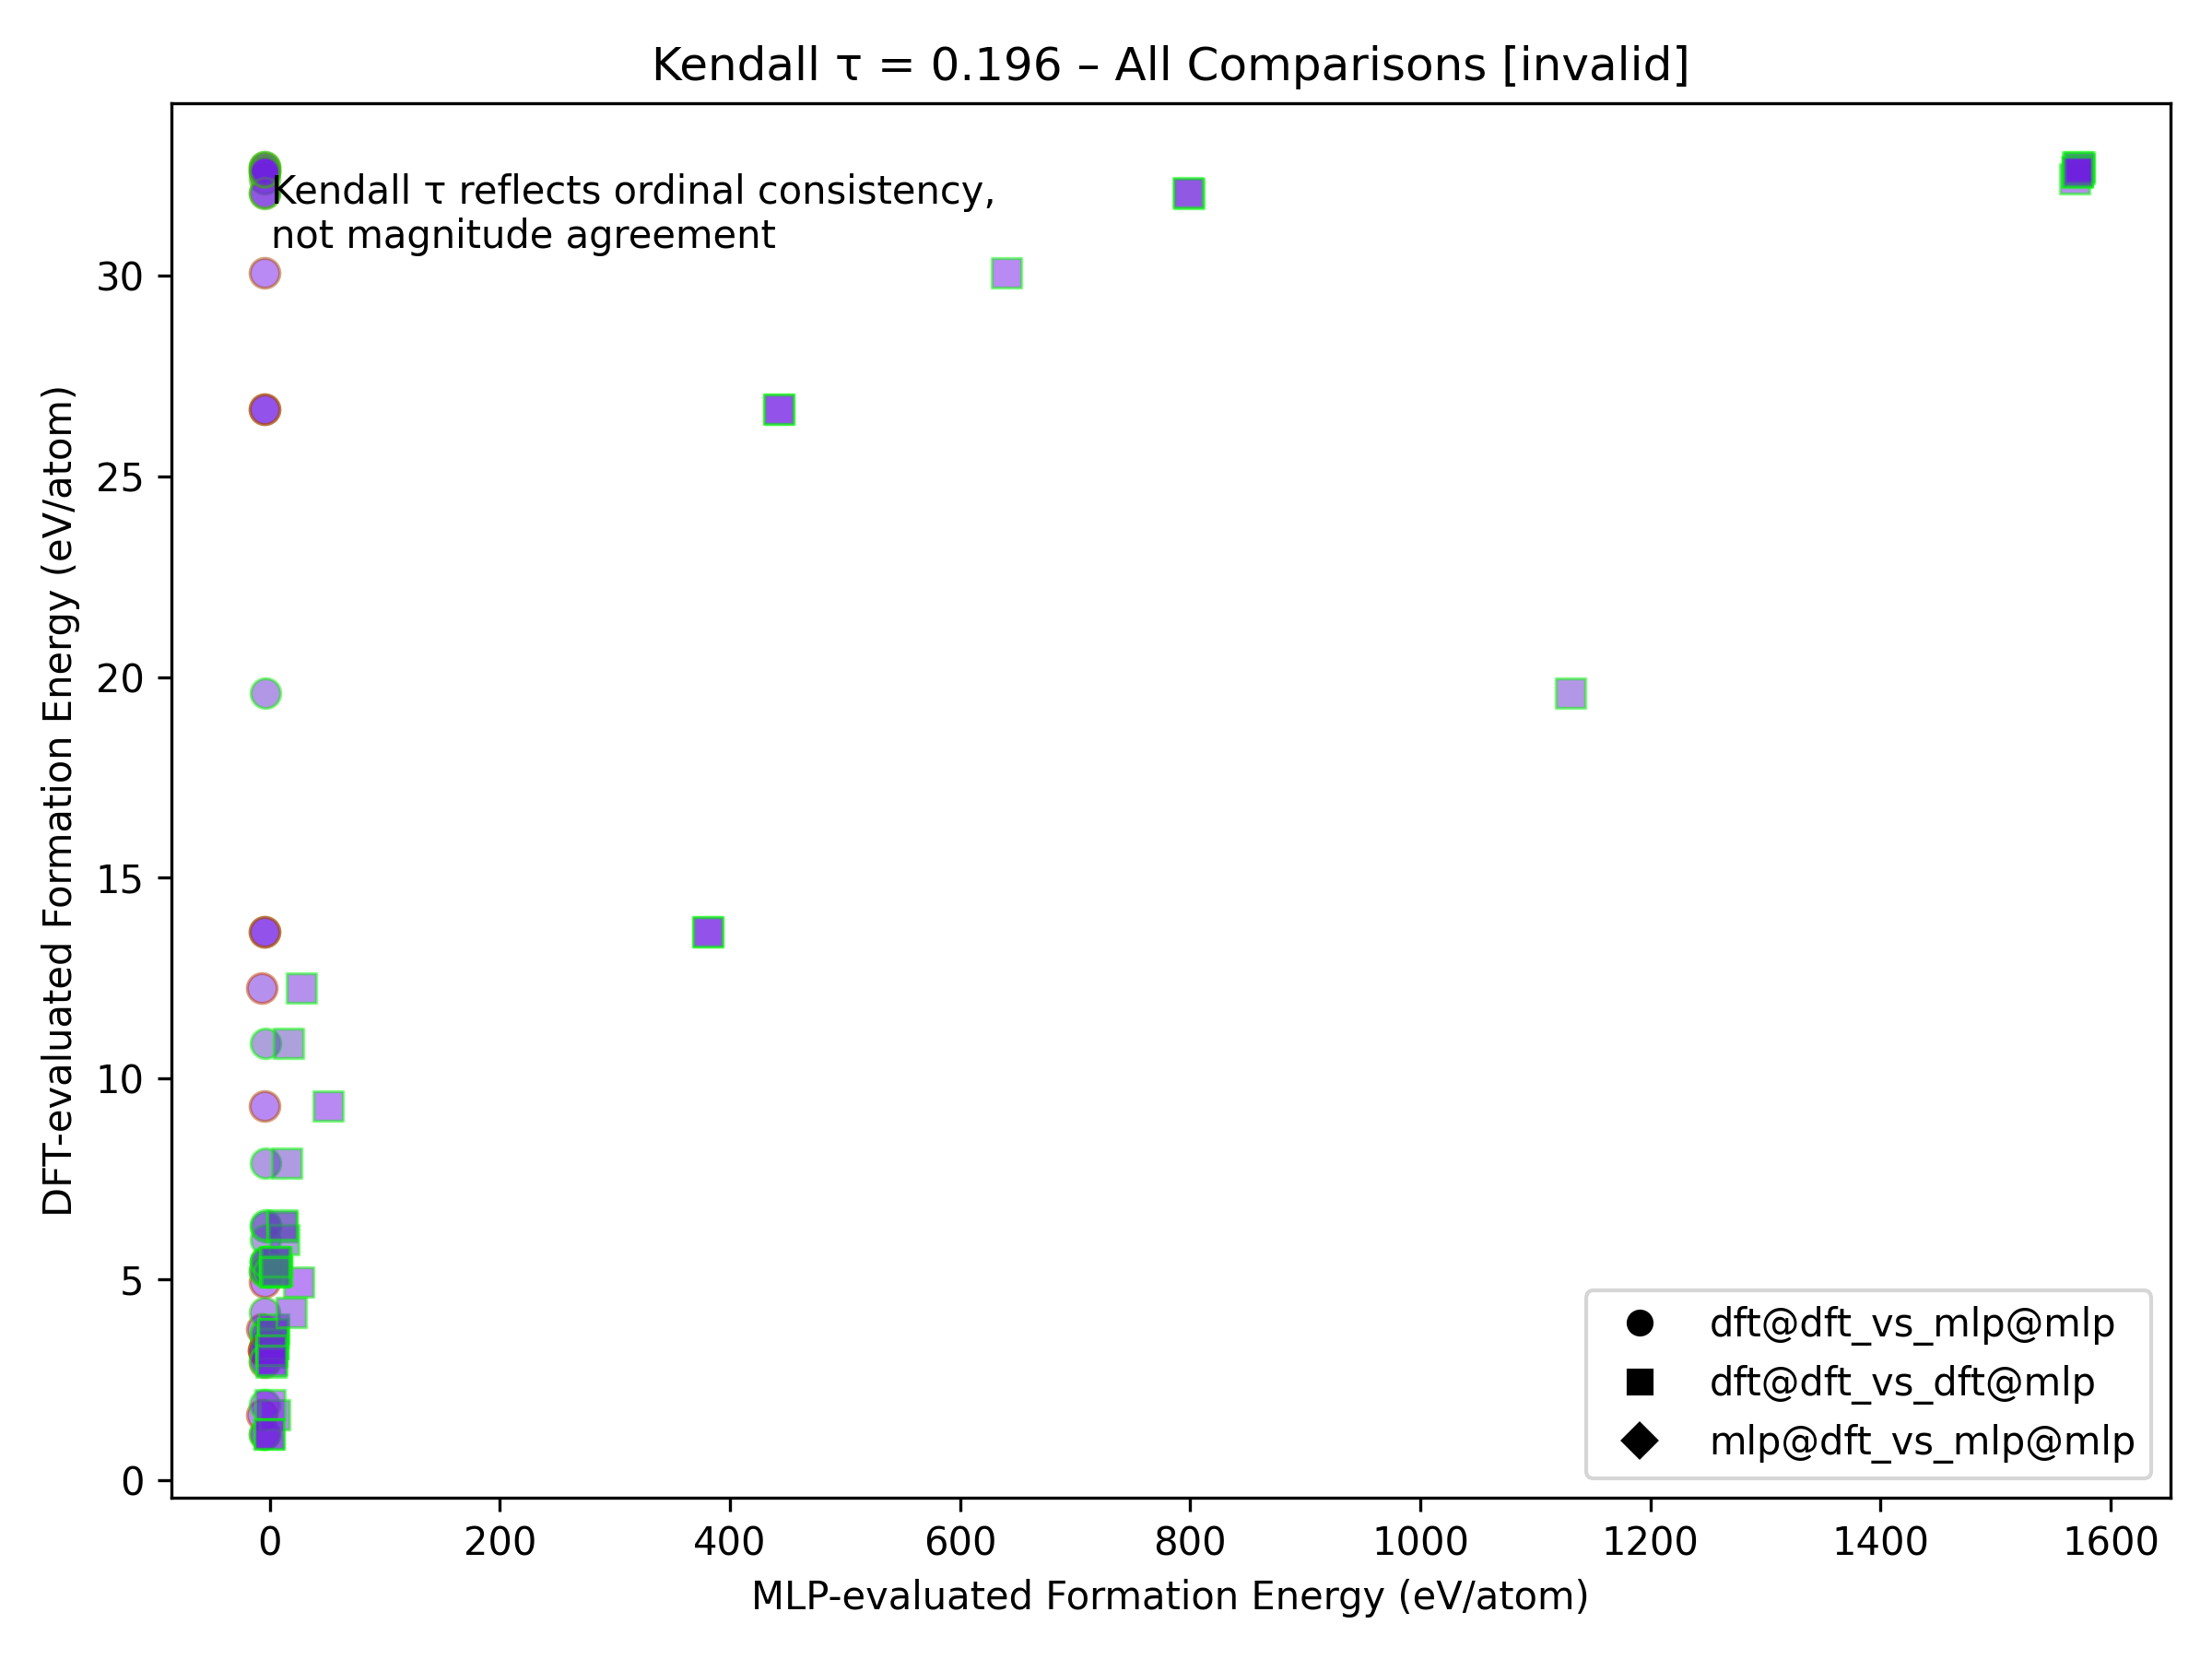 Kendall τ = 0.196 – All Comparisons [invalid]
Kendall τ reflects ordinal consistency,
not magnitude agreement
DFT-evaluated Formation Energy (eV/atom)
30
25
20
15
10
5
0
dft@dft_vs_mlp@mlp
dft@dft_vs_dft@mlp
mlp@dft_vs_mlp@mlp
0 200 400 600 800 1000 1200 1400 1600
MLP-evaluated Formation Energy (eV/atom)